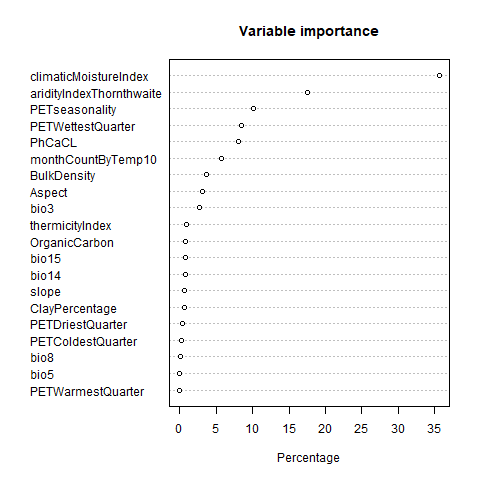 Variable importance
climaticMoistureIndex
aridityIndexThornthwaite
PETseasonality
PETWettestQuarter
PhCaCL
monthCountByTemp10
BulkDensity
Aspect
bio3
thermicityIndex
OrganicCarbon
bio15
bio14
slope
ClayPercentage
PETDriestQuarter
PETColdestQuarter
bio8
bio5
PETWarmestQuarter
0 5 10 15 20 25 30 35
Percentage